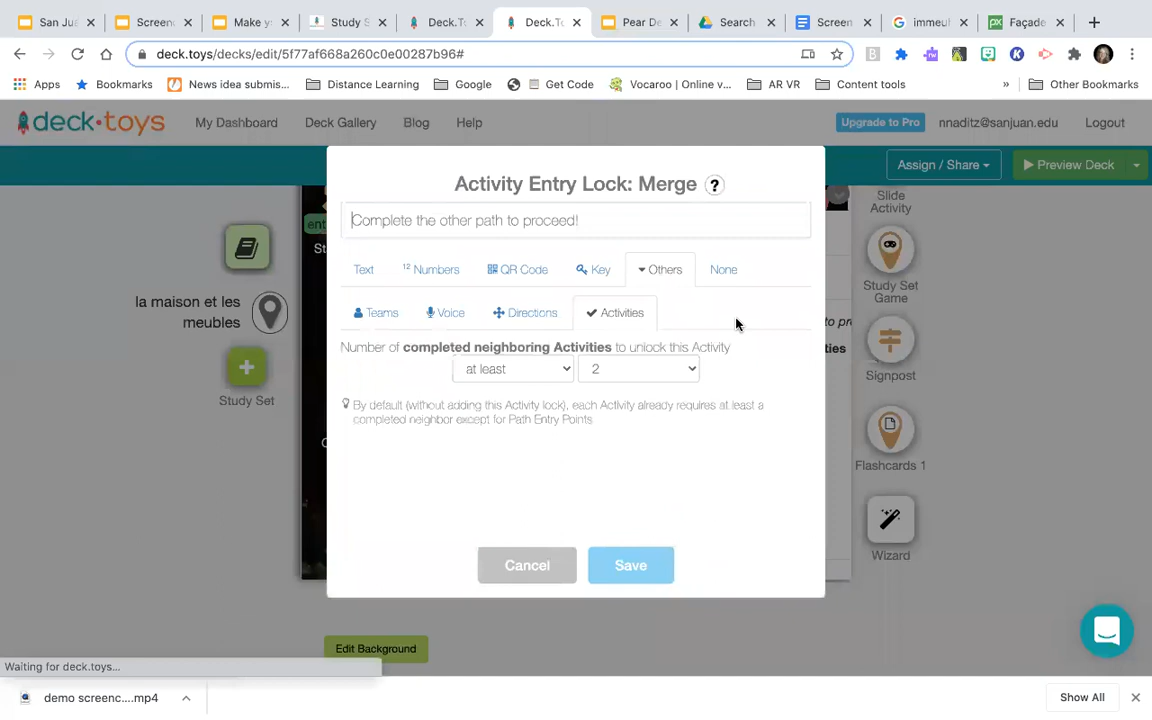 San Ju
Screen
Make y
Study S
Deck.T
Deck.To
Pear De
Search
Screen
immeu
Façade
deck.toys/decks/edit/5f77af668a260c0e00287b96#
Apps
Bookmarks
News idea submis...
Distance Learning
Google
Get Code
Vocaroo | Online v...
AR VR
Content tools
»
Other Bookmarks
deck•toys
My Dashboard
Deck Gallery
Blog
Help
Upgrade to Pro
nnaditz@sanjuan.edu
Logout
Assign / Share
Preview Deck
Activity Entry Lock: Merge ?
Complete the other path to proceed!
Text
12 Numbers
QR Code
Key
Others
None
Teams
Voice
Directions
Activities
Number of completed neighboring Activities to unlock this Activity
at least
2
By default (without adding this Activity lock), each Activity already requires at least a
completed neighbor except for Path Entry Points
Cancel
Save
la maison et les
meubles
Study Set
ent
St
Slide
Activity
Study Set
Game
Signpost
Flashcards 1
Wizard
to pr
ties
Edit Background
Waiting for deck.toys...
demo screenc....mp4
Show All